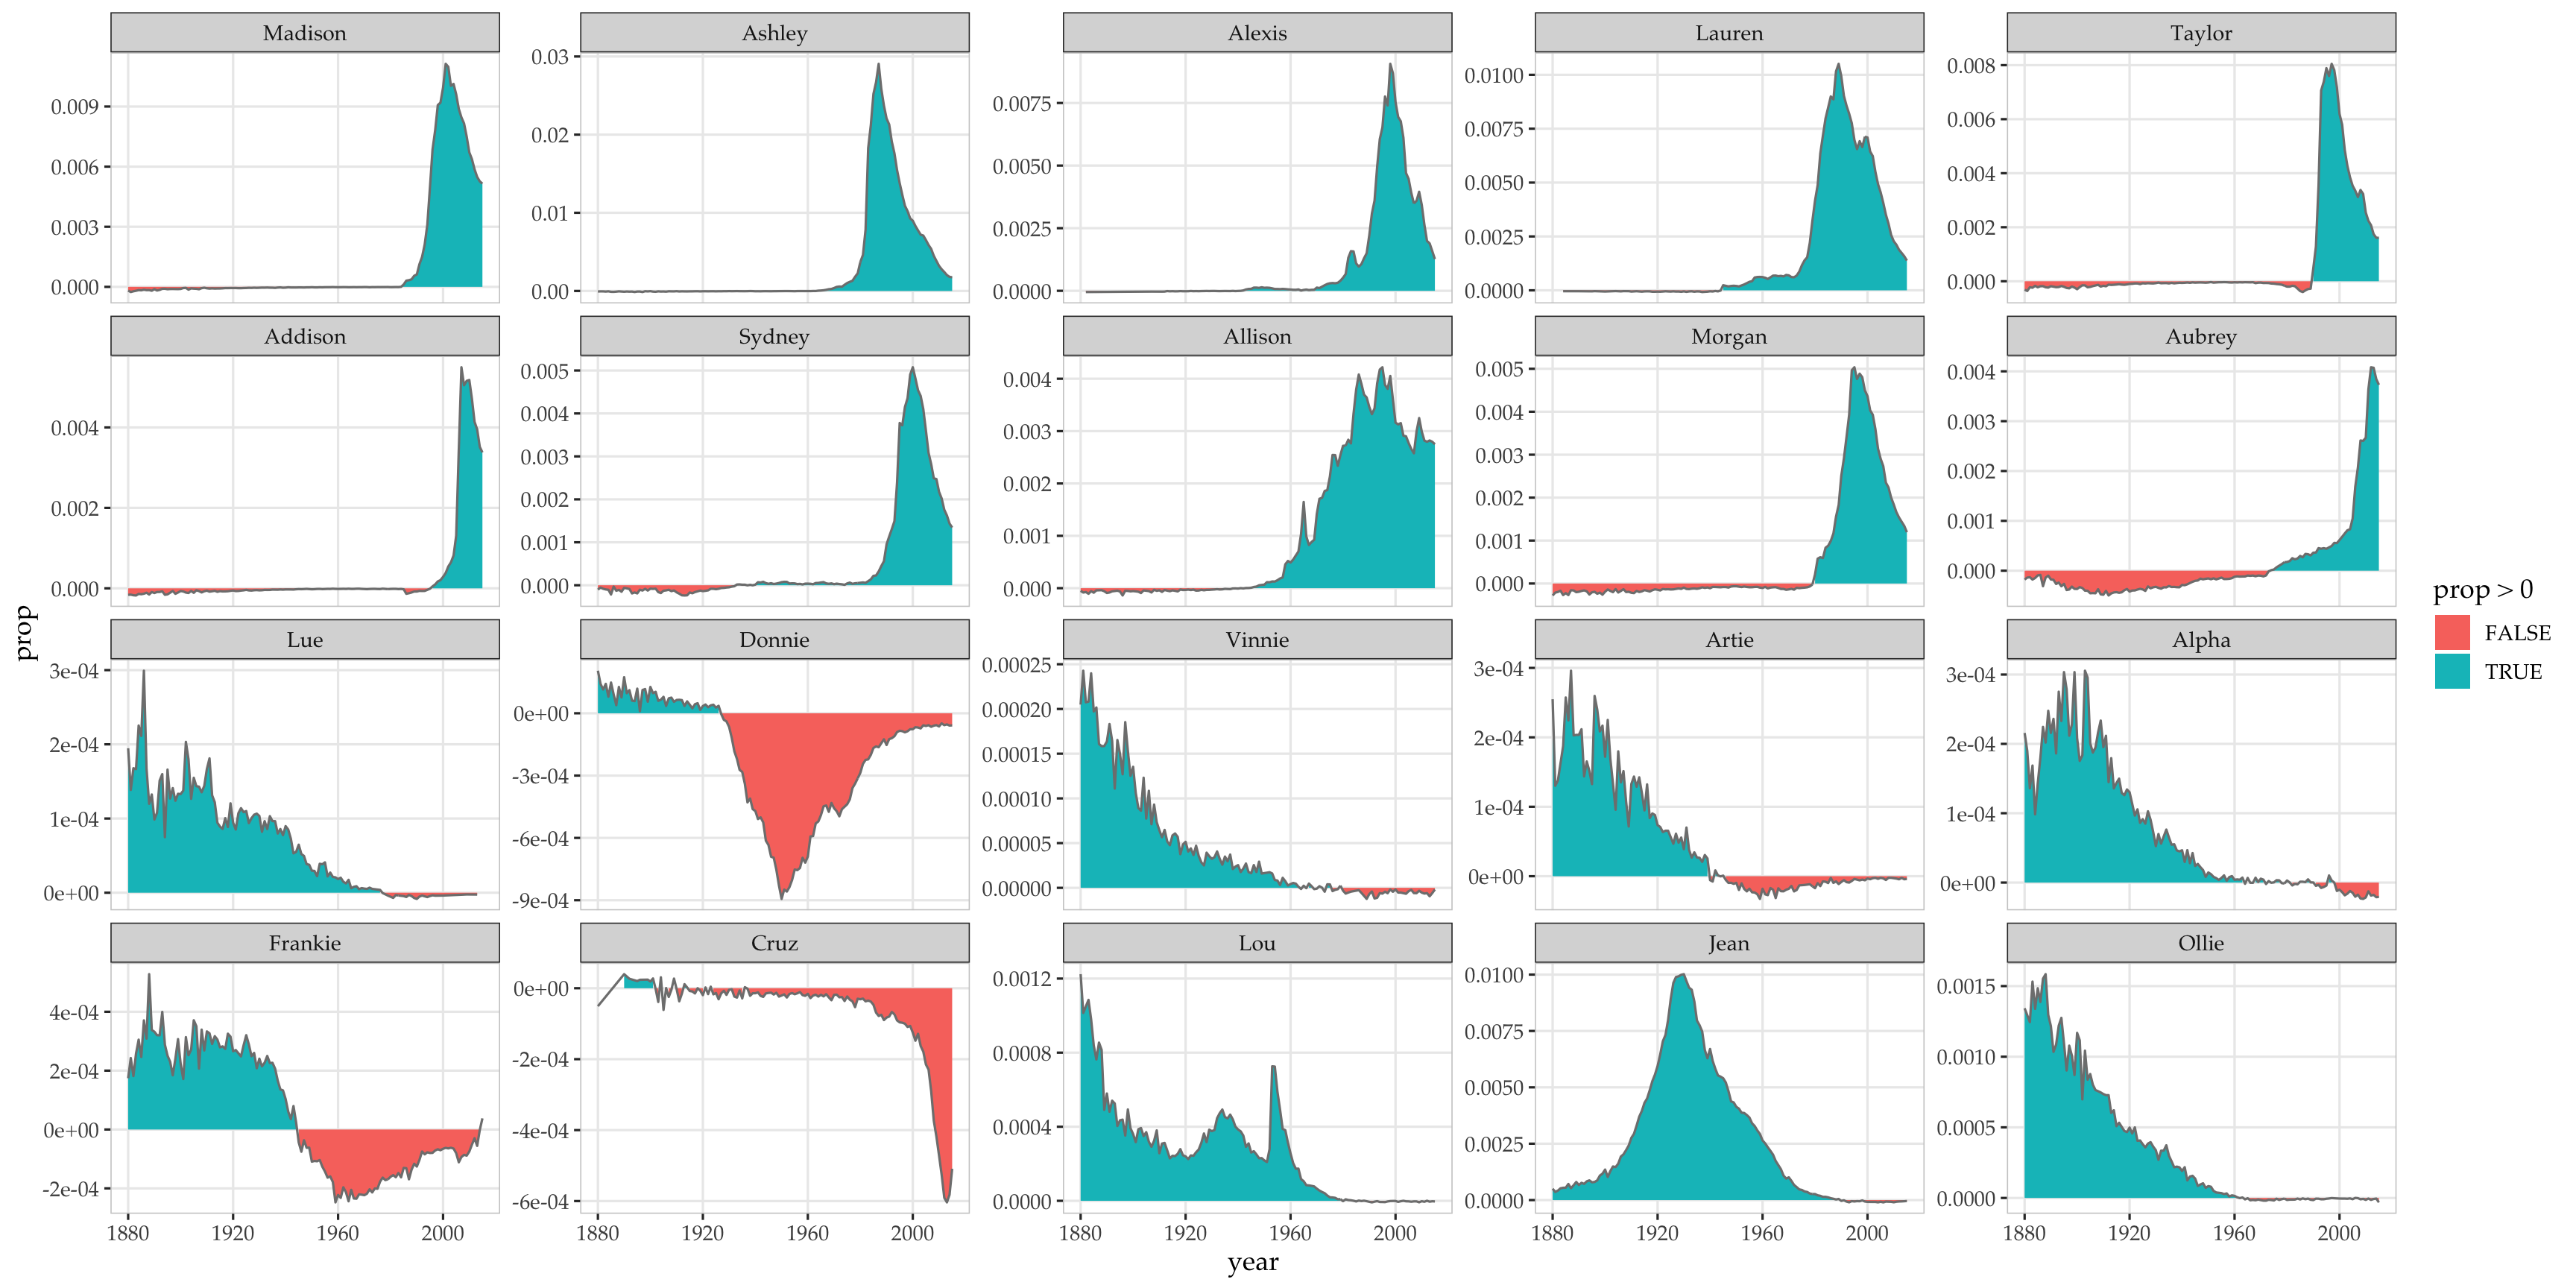 Madison
Ashley
Alexis
Lauren
Taylor
0.009
0.006
0.003
0.000
0.03
0.02
0.01
0.00
0.0075
0.0050
0.0025
0.0000
0.0100
0.0075
0.0050
0.0025
0.0000
0.008
0.006
0.004
0.002
0.000
Addison
Sydney
Allison
Morgan
Aubrey
0.004
0.002
0.000
0.005
0.004
0.003
0.002
0.001
0.000
0.004
0.003
0.002
0.001
0.000
0.005
0.004
0.003
0.002
0.001
0.000
0.004
0.003
0.002
0.001
0.000
Lue
Donnie
Vinnie
Artie
Alpha
3e-04
2e-04
1e-04
0e+00
0e+00
-3e-04
-6e-04
-9e-04
0.00025
0.00020
0.00015
0.00010
0.00005
0.00000
3e-04
2e-04
1e-04
0e+00
3e-04
2e-04
1e-04
0e+00
Frankie
Cruz
Lou
Jean
Ollie
4e-04
2e-04
0e+00
-2e-04
0e+00
-2e-04
-4e-04
-6e-04
0.0012
0.0008
0.0004
0.0000
0.0100
0.0075
0.0050
0.0025
0.0000
0.0015
0.0010
0.0005
0.0000
1880 1920 1960 2000
1880 1920 1960 2000
1880 1920 1960 2000
1880 1920 1960 2000
1880 1920 1960 2000
year
prop
prop > 0
FALSE
TRUE